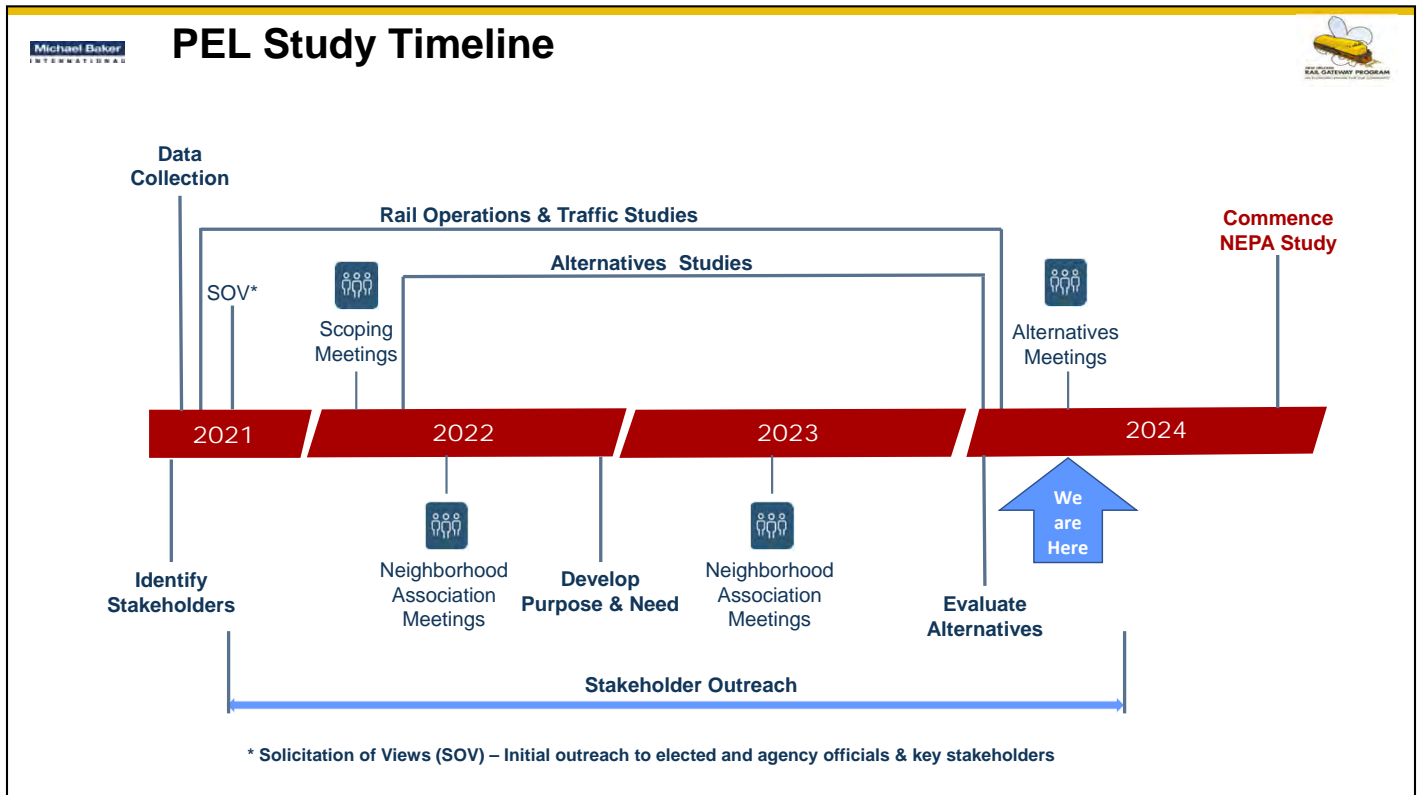 Michael Baker
INTERNATIONAL
PEL Study Timeline
RAIL GATEWAY PROGRAM
Data
Collection
Rail Operations & Traffic Studies
Commence
NEPA Study
Alternatives Studies
SOV*
Scoping
Meetings
Alternatives
Meetings
2021
2022
2023
2024
We
are
Here
Identify
Stakeholders
Neighborhood
Association
Meetings
Develop
Purpose & Need
Neighborhood
Association
Meetings
Evaluate
Alternatives
Stakeholder Outreach
* Solicitation of Views (SOV) – Initial outreach to elected and agency officials & key stakeholders